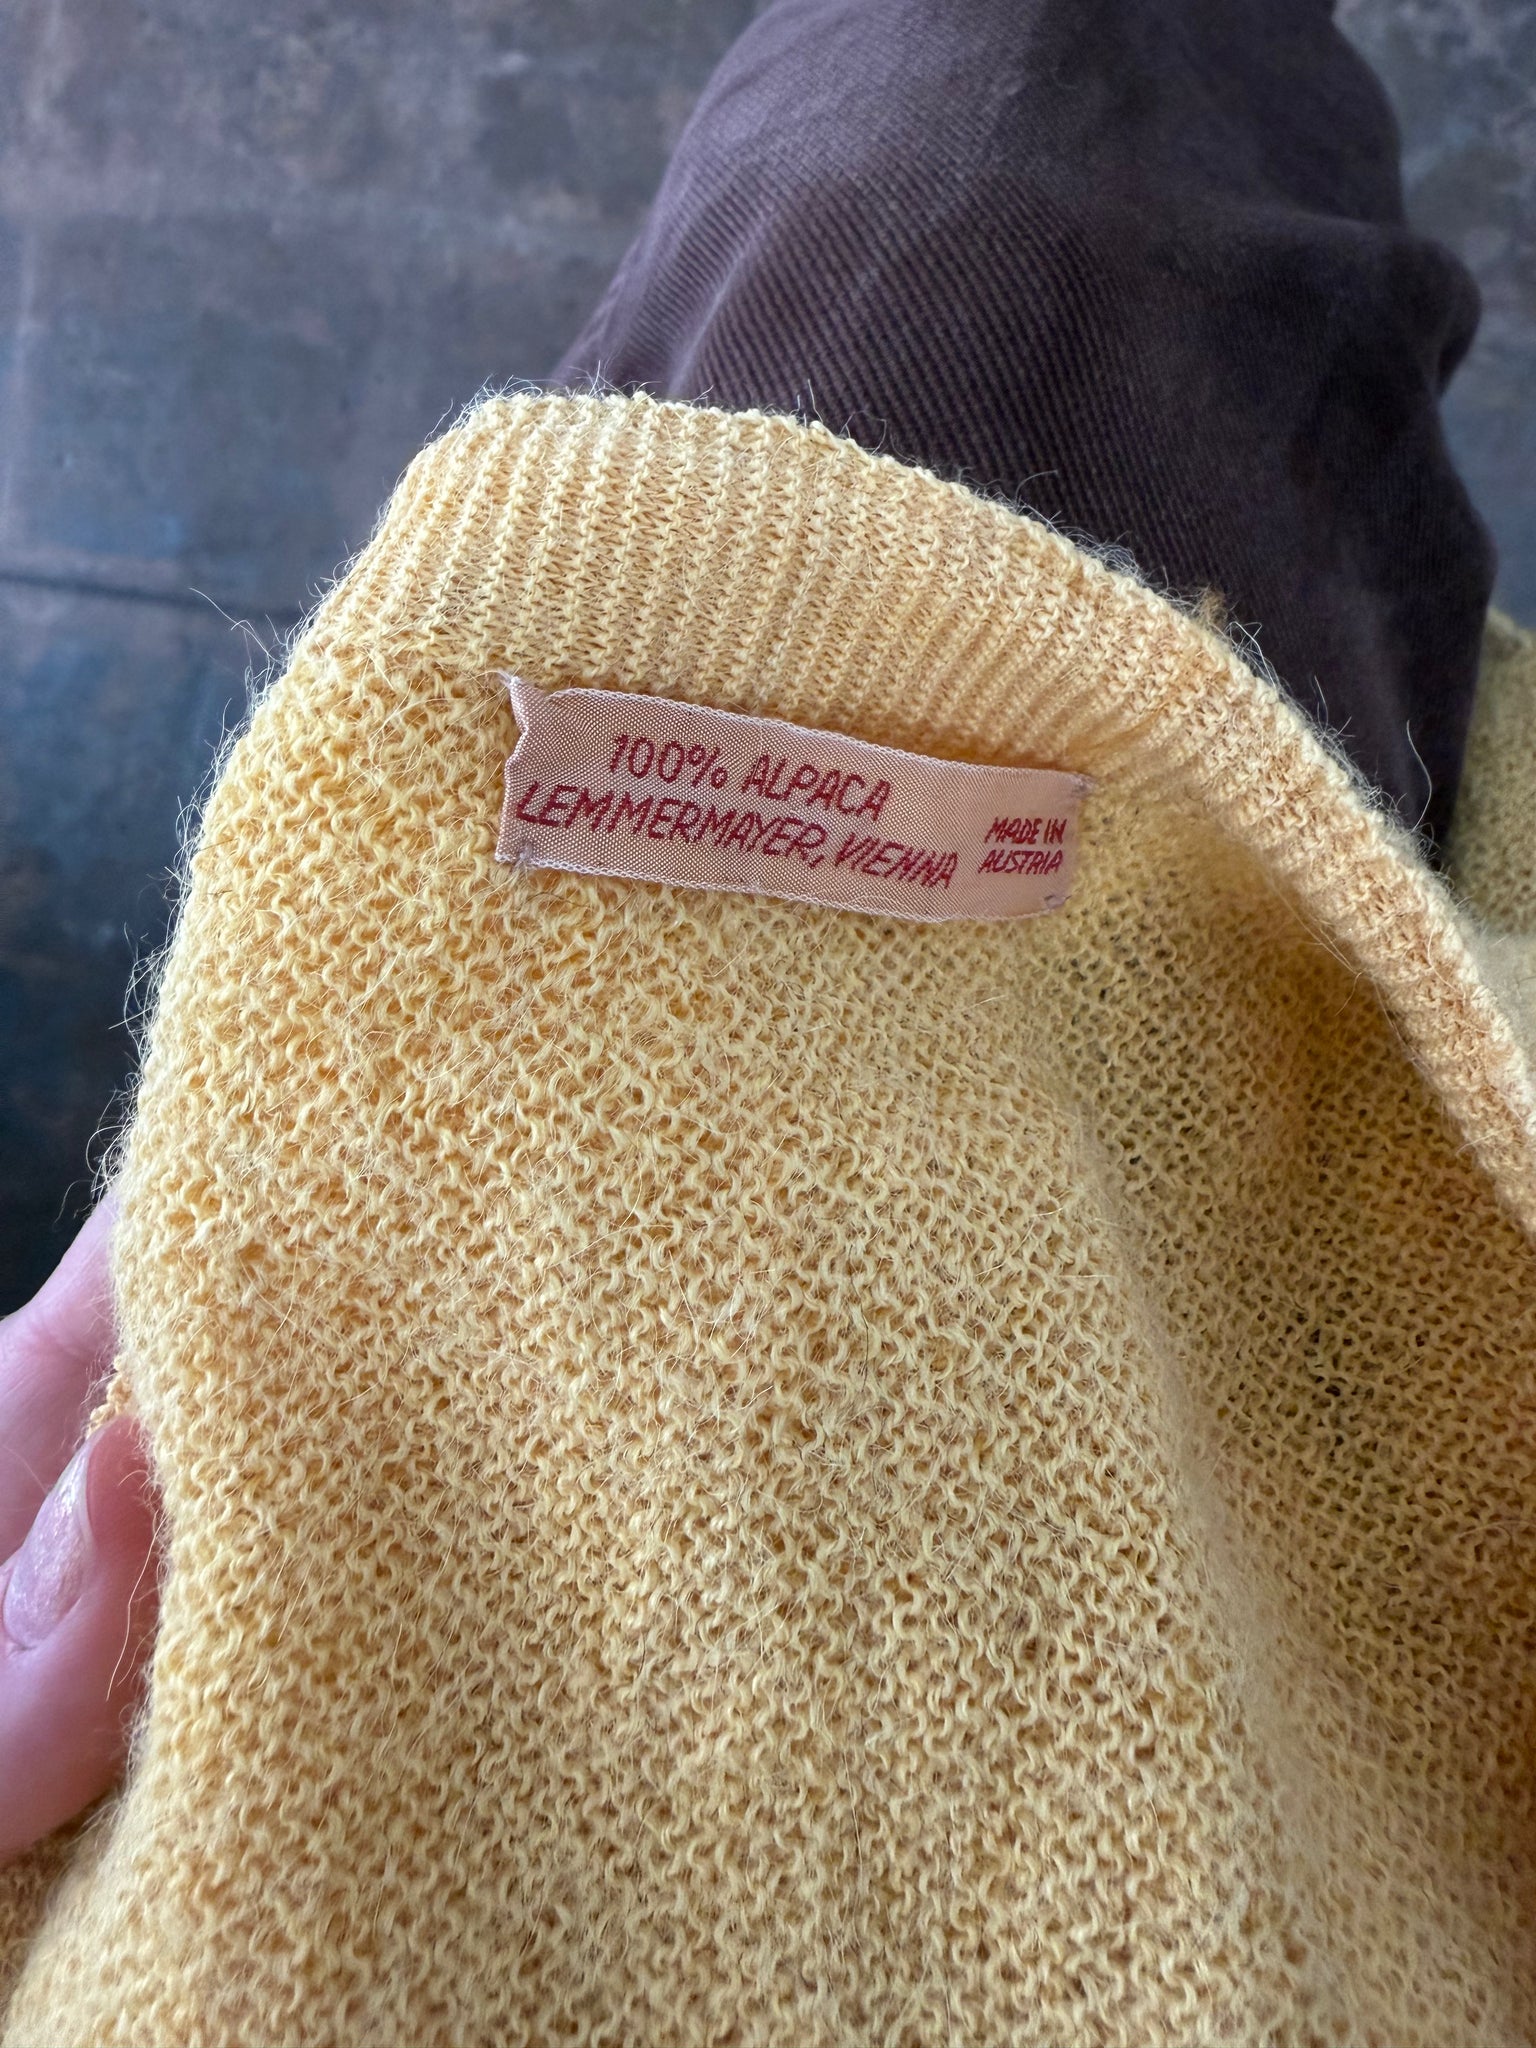 100% ALPACA
LEMMERMAYER, VIENNA
MADE IN
AUSTRIA